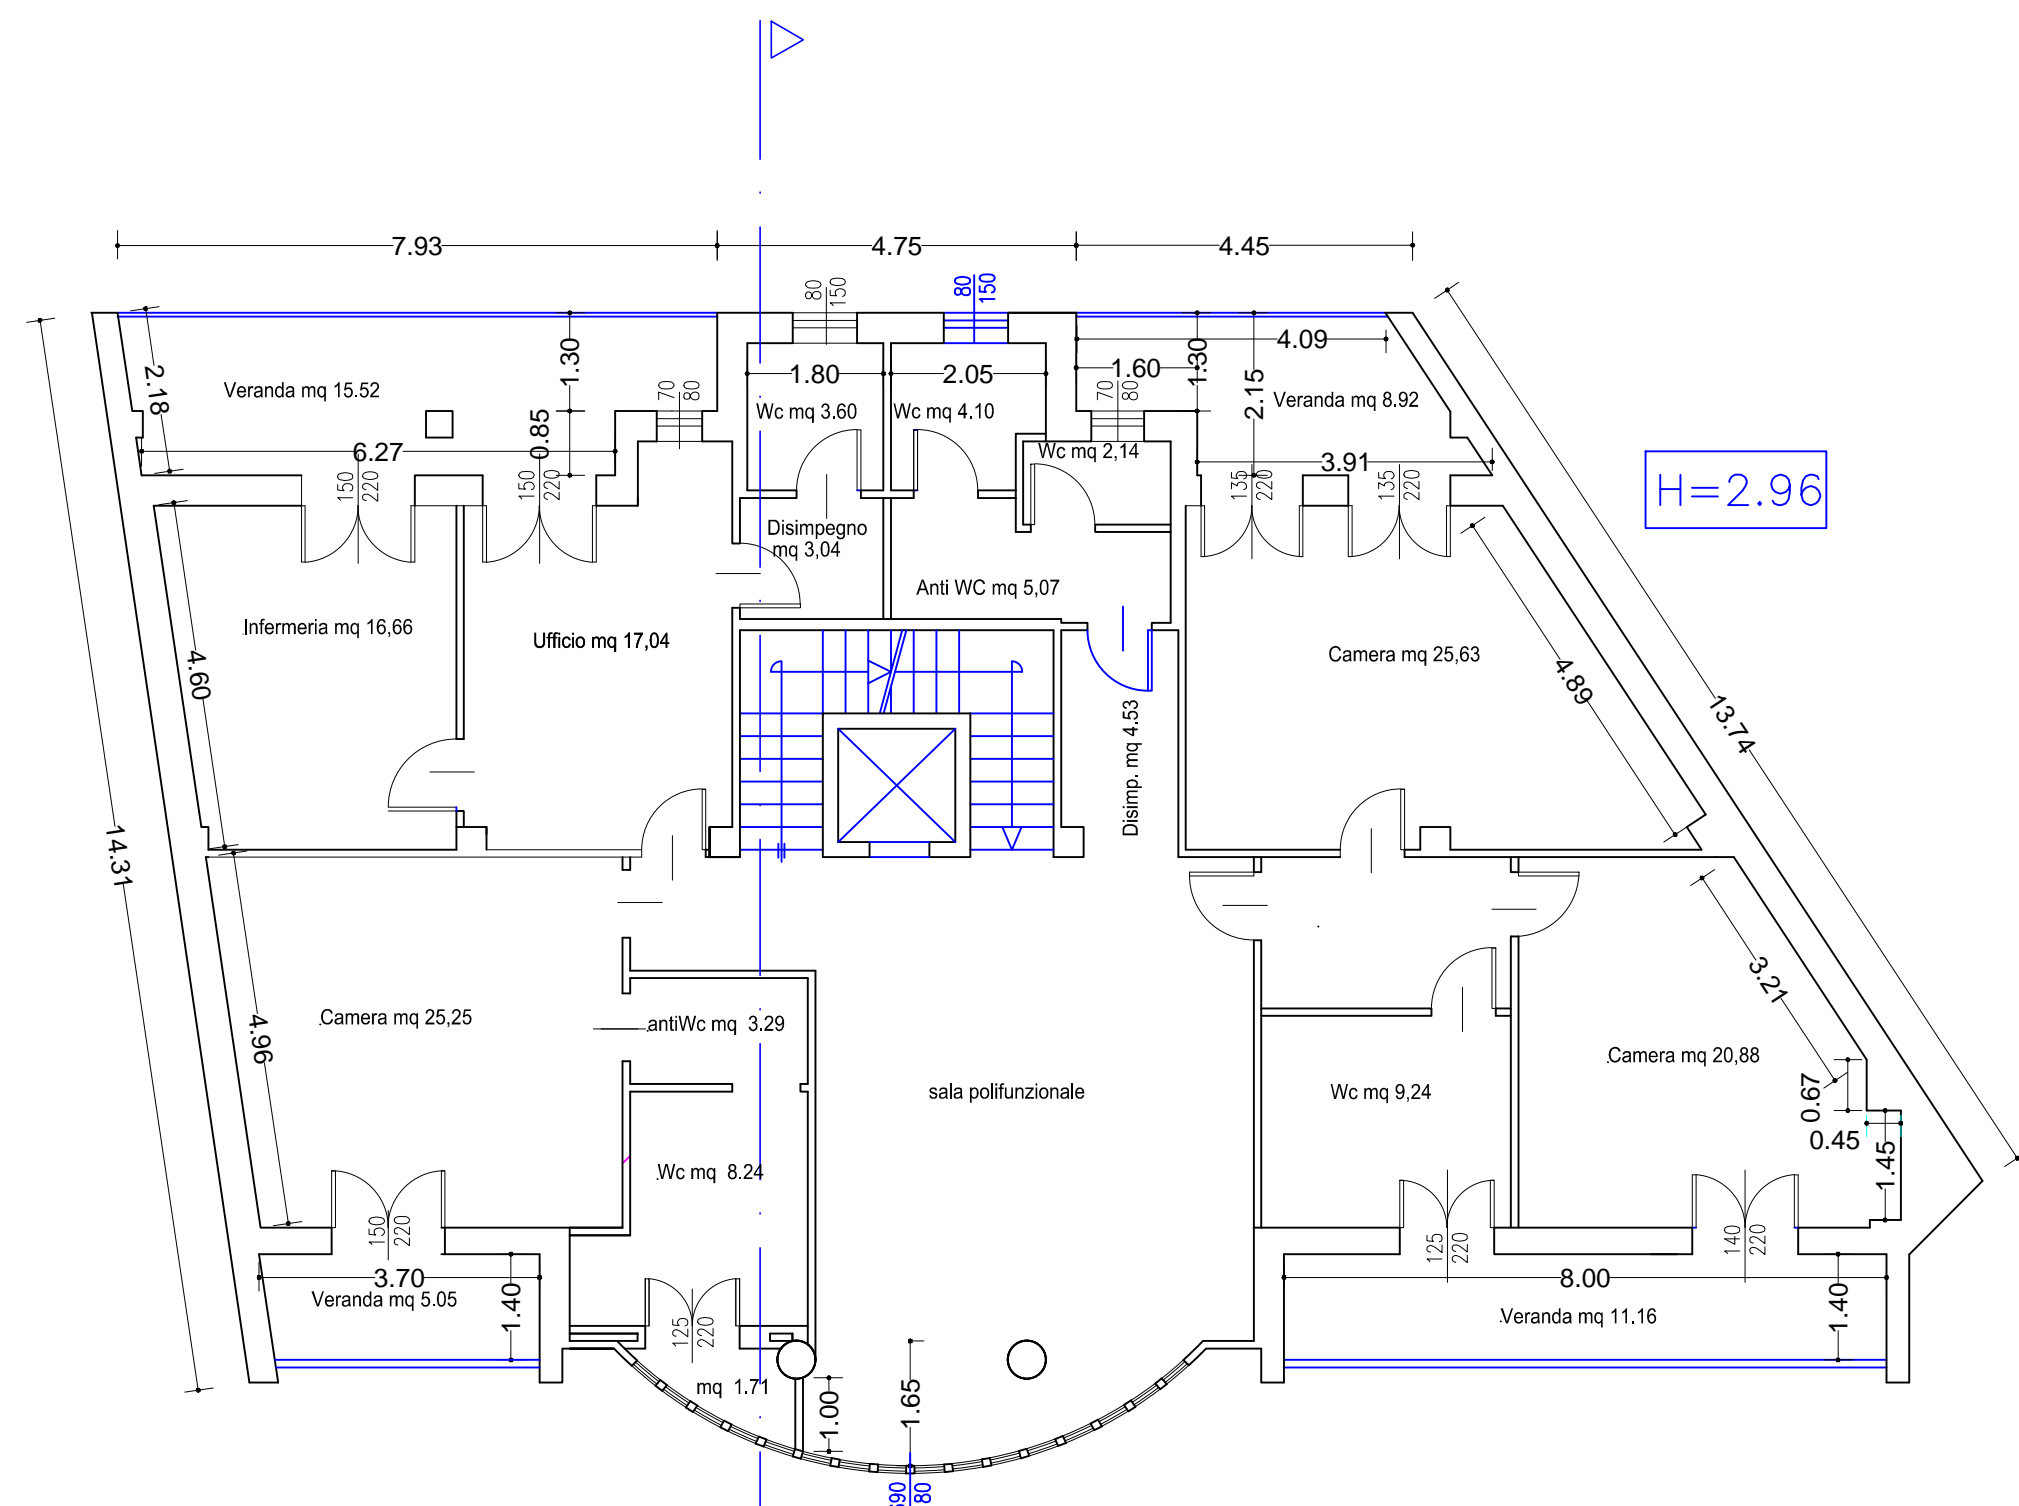 7.93
4.75
4.45
80
150
80
150
4.09
1.30
1.80
2.05
1.60
1.30
2.15
2.18
Veranda mq 15.52
70
80
Wc mq 3.60
Wc mq 4.10
70
80
Veranda mq 8.92
0.85
6.27
Wc mq 2,14
3.91
150
220
150
220
135
220
135
220
H=2.96
Disimpegno
mq 3,04
Anti WC mq 5,07
Infermeria mq 16,66
Ufficio mq 17,04
Camera mq 25,63
4.60
4.89
13.74
Disimp. mq 4.53
14.31
3.21
4.96
.Camera mq 25,25
.antiWc mq 3.29
sala polifunzionale
Wc mq 9,24
.Camera mq 20,88
0.67
0.45
1.45
.Wc mq 8.24
150
220
125
220
140
220
3.70
Veranda mq 5.05
1.40
8.00
.Veranda mq 11.16
1.40
125
220
mq 1.71
1.00
1.65